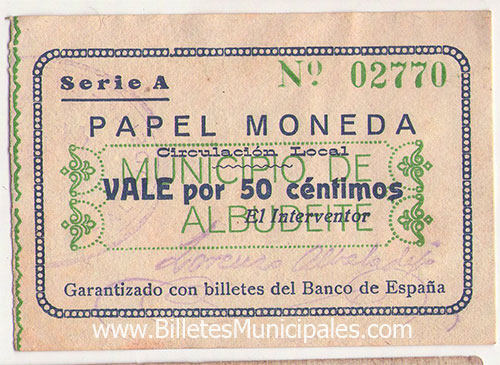 Serie A
Nº 02770
PAPEL MONEDA
Circulación Local
MUNICIPIO DE
VALE por 50 céntimos
ALBUDEITE
El Interventor
Lorenzo
Garantizado con billetes del Banco de España
www.BilletesMunicipales.com